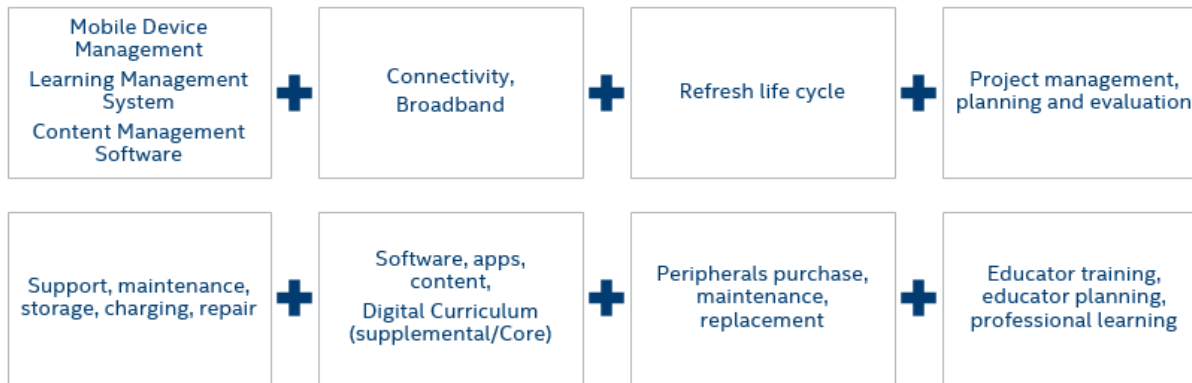 Mobile Device
Management
Learning Management
System
Content Management
Software
Connectivity,
Broadband
Refresh life cycle
Project management,
planning and evaluation
Support, maintenance,
storage, charging, repair
Software, apps,
content,
Digital Curriculum
(supplemental/Core)
Peripherals purchase,
maintenance,
replacement
Educator training,
educator planning,
professional learning